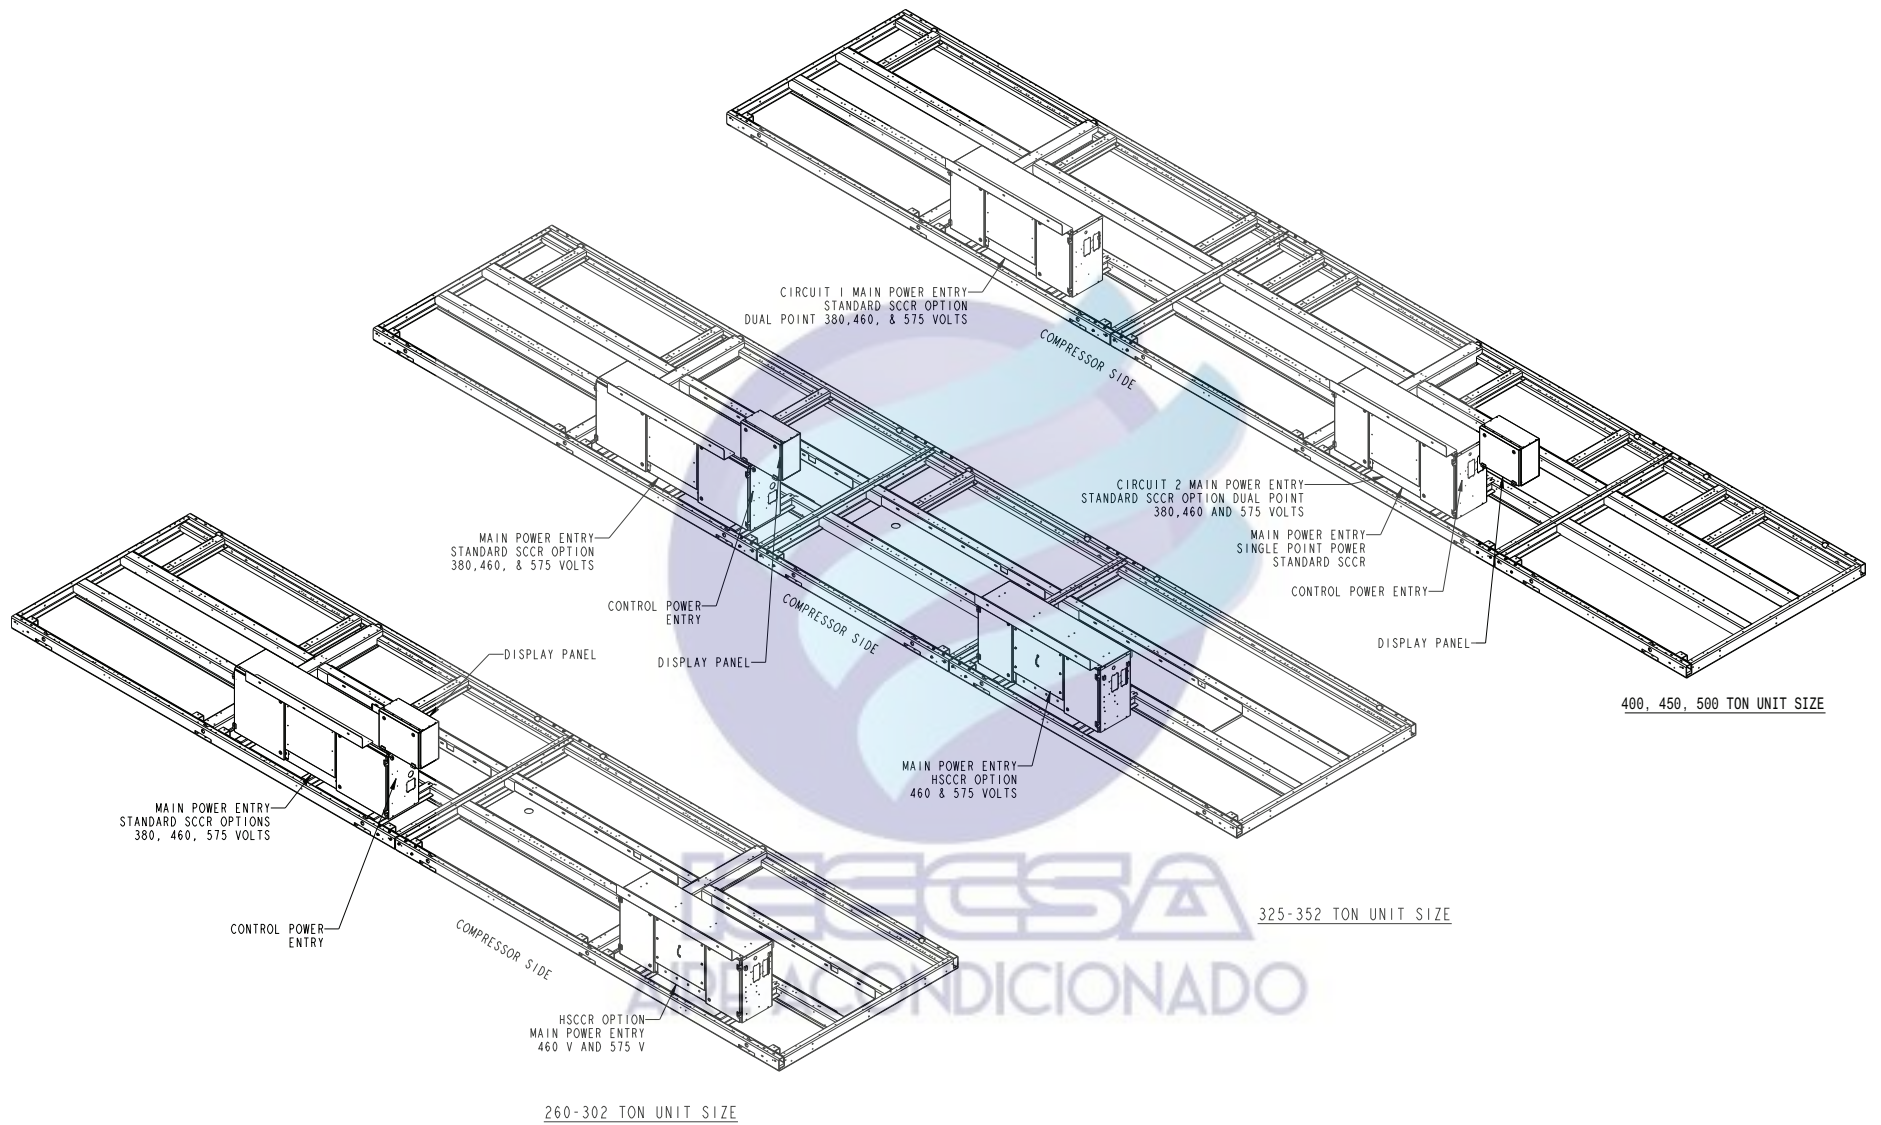 CIRCUIT 1 MAIN POWER ENTRY
STANDARD SCCR OPTION
DUAL POINT 380,460, & 575 VOLTS
COMPRESSOR SIDE
CIRCUIT 2 MAIN POWER ENTRY
STANDARD SCCR OPTION DUAL POINT
380,460 AND 575 VOLTS
MAIN POWER ENTRY
SINGLE POINT POWER
STANDARD SCCR
CONTROL POWER ENTRY
DISPLAY PANEL
400, 450, 500 TON UNIT SIZE
MAIN POWER ENTRY
STANDARD SCCR OPTION
380,460, & 575 VOLTS
CONTROL POWER
ENTRY
DISPLAY PANEL
COMPRESSOR SIDE
MAIN POWER ENTRY
HSCCR OPTION
460 & 575 VOLTS
325-352 TON UNIT SIZE
DISPLAY PANEL
MAIN POWER ENTRY
STANDARD SCCR OPTIONS
380, 460, 575 VOLTS
CONTROL POWER
ENTRY
COMPRESSOR SIDE
HSCCR OPTION
MAIN POWER ENTRY
460 V AND 575 V
260-302 TON UNIT SIZE
AIRE ACONDICIONADO